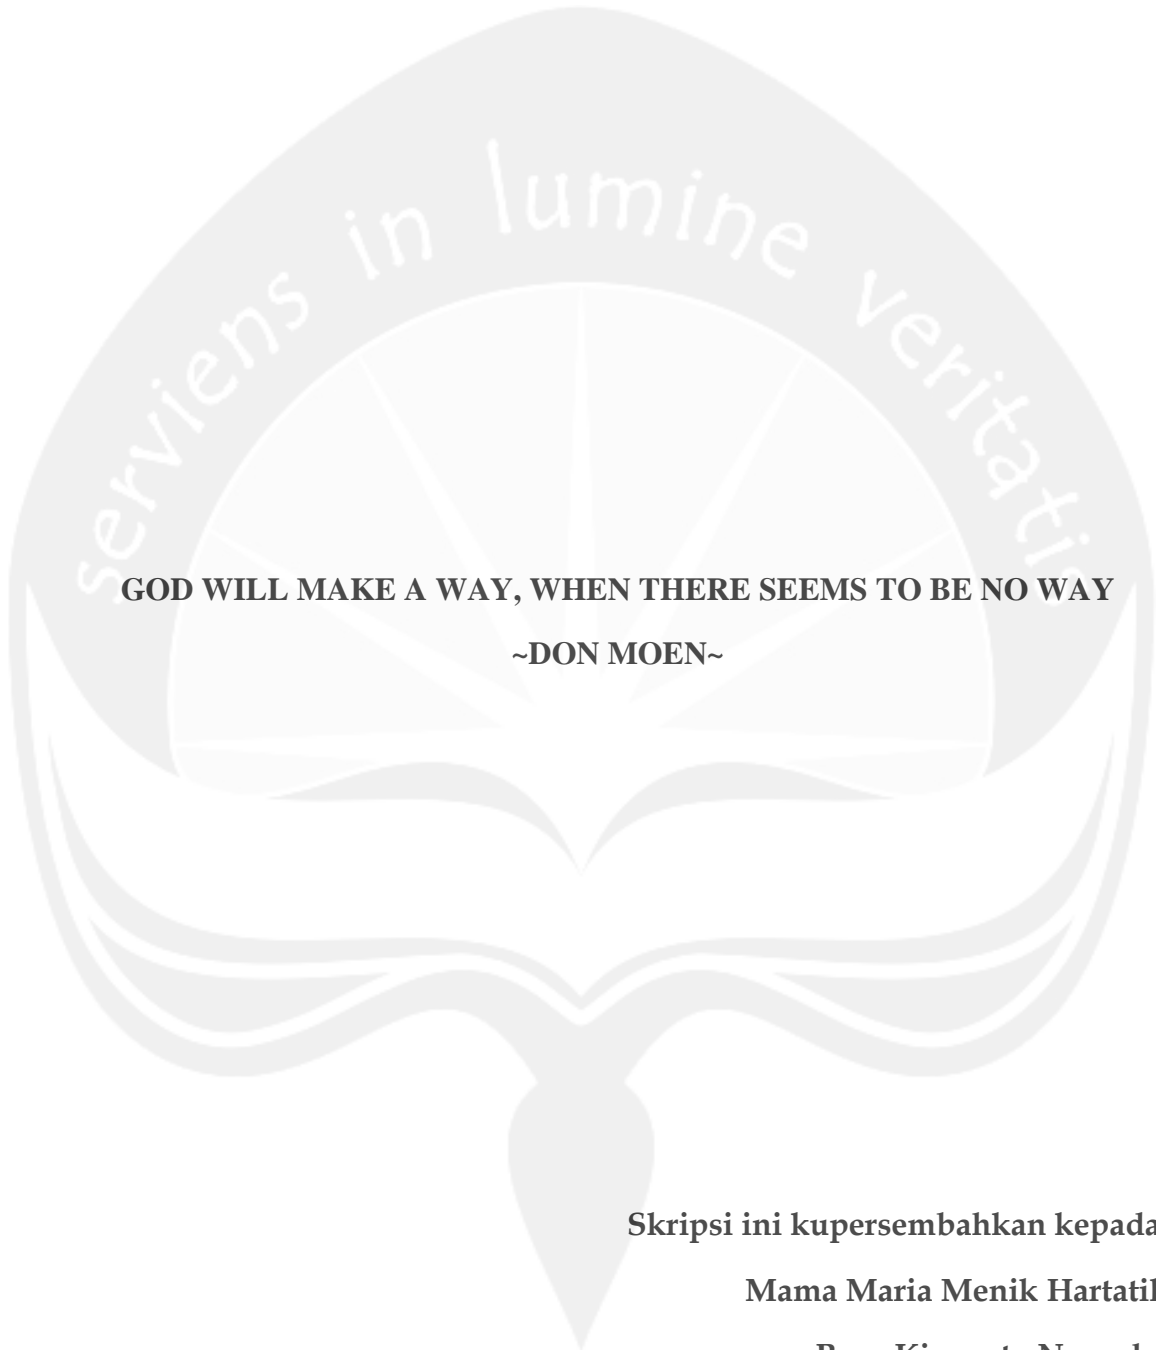 serviens in lumine veritatis
GOD WILL MAKE A WAY, WHEN THERE SEEMS TO BE NO WAY
~DON MOEN~
Skripsi ini kupersembahkan kepada
Mama Maria Menik